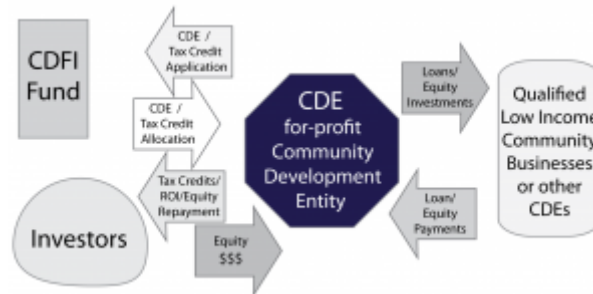 CDFI
Fund
CDE /
Tax Credit
Application
CDE /
Tax Credit
Allocation
Tax Credits/
ROI/Equity
Repayment
Investors
Equity
$$$
CDE
for-profit
Community
Development
Entity
Loans/
Equity
Investments
Loan/
Equity
Payments
Qualified
Low Income
Community
Businesses
or other
CDEs